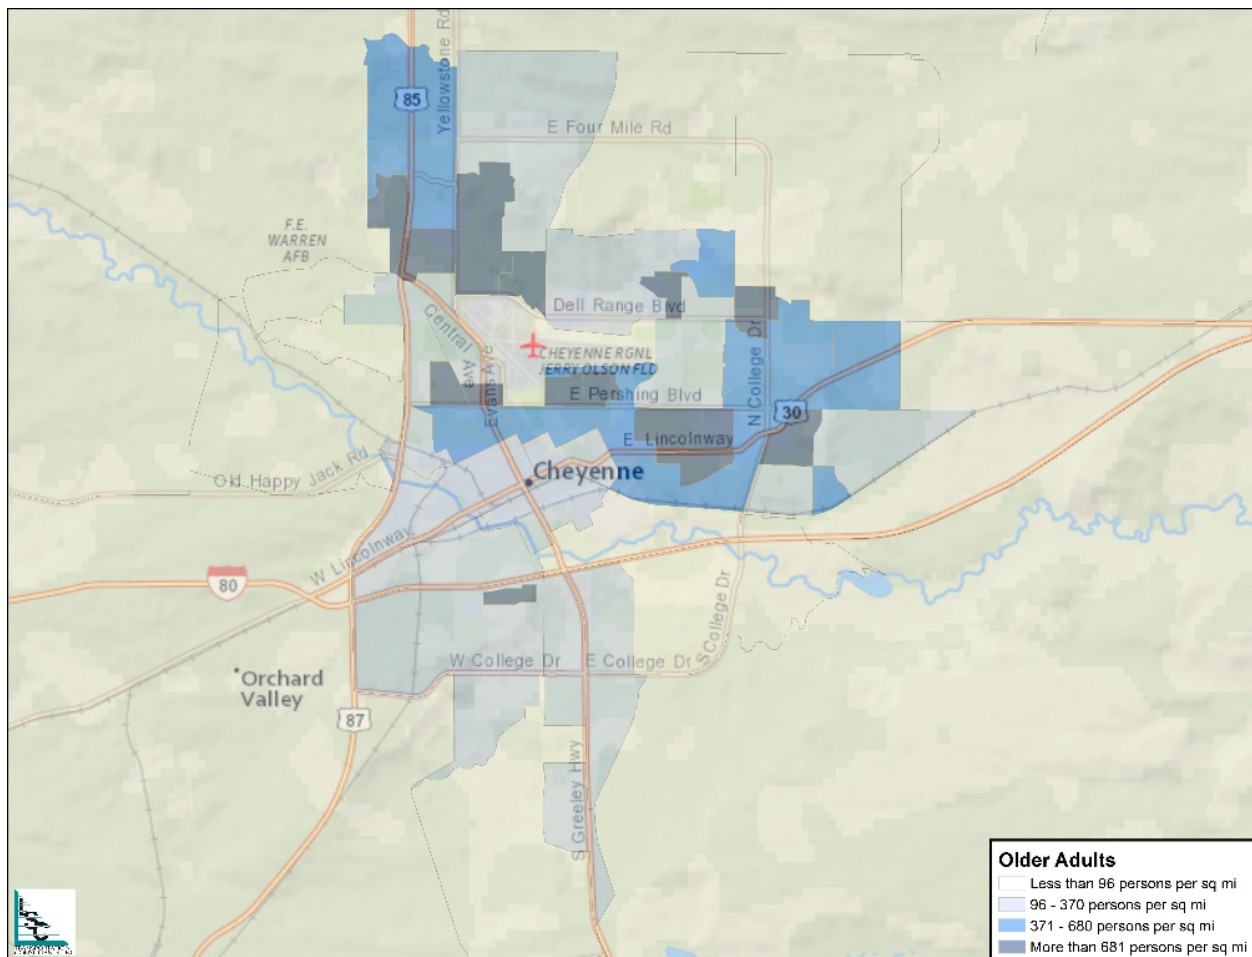 Yellowstone Rd
85
E Four Mile Rd
F.E.
WARREN
AFB
Dell Range Blvd
Central Ave
Evans Ave
CHEYENNE RGNL
JERRY OLSON FLD
N College Dr
E Pershing Blvd
30
E Lincolnway
Old Happy Jack Rd
Cheyenne
W Lincolnway
80
S College Dr
W College Dr
E College Dr
Orchard
Valley
87
S Greeley Hwy
Older Adults
Less than 96 persons per sq mi
96 - 370 persons per sq mi
371 - 680 persons per sq mi
More than 681 persons per sq mi